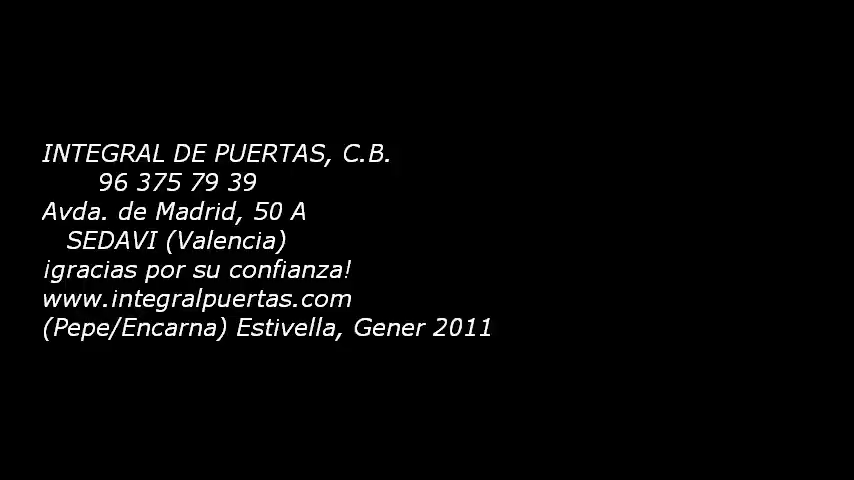 INTEGRAL DE PUERTAS, C.B.
96 375 79 39
Avda. de Madrid, 50 A
SEDAVI (Valencia)
¡gracias por su confianza!
www.integralpuertas.com
(Pepe/Encarna) Estivella, Gener 2011